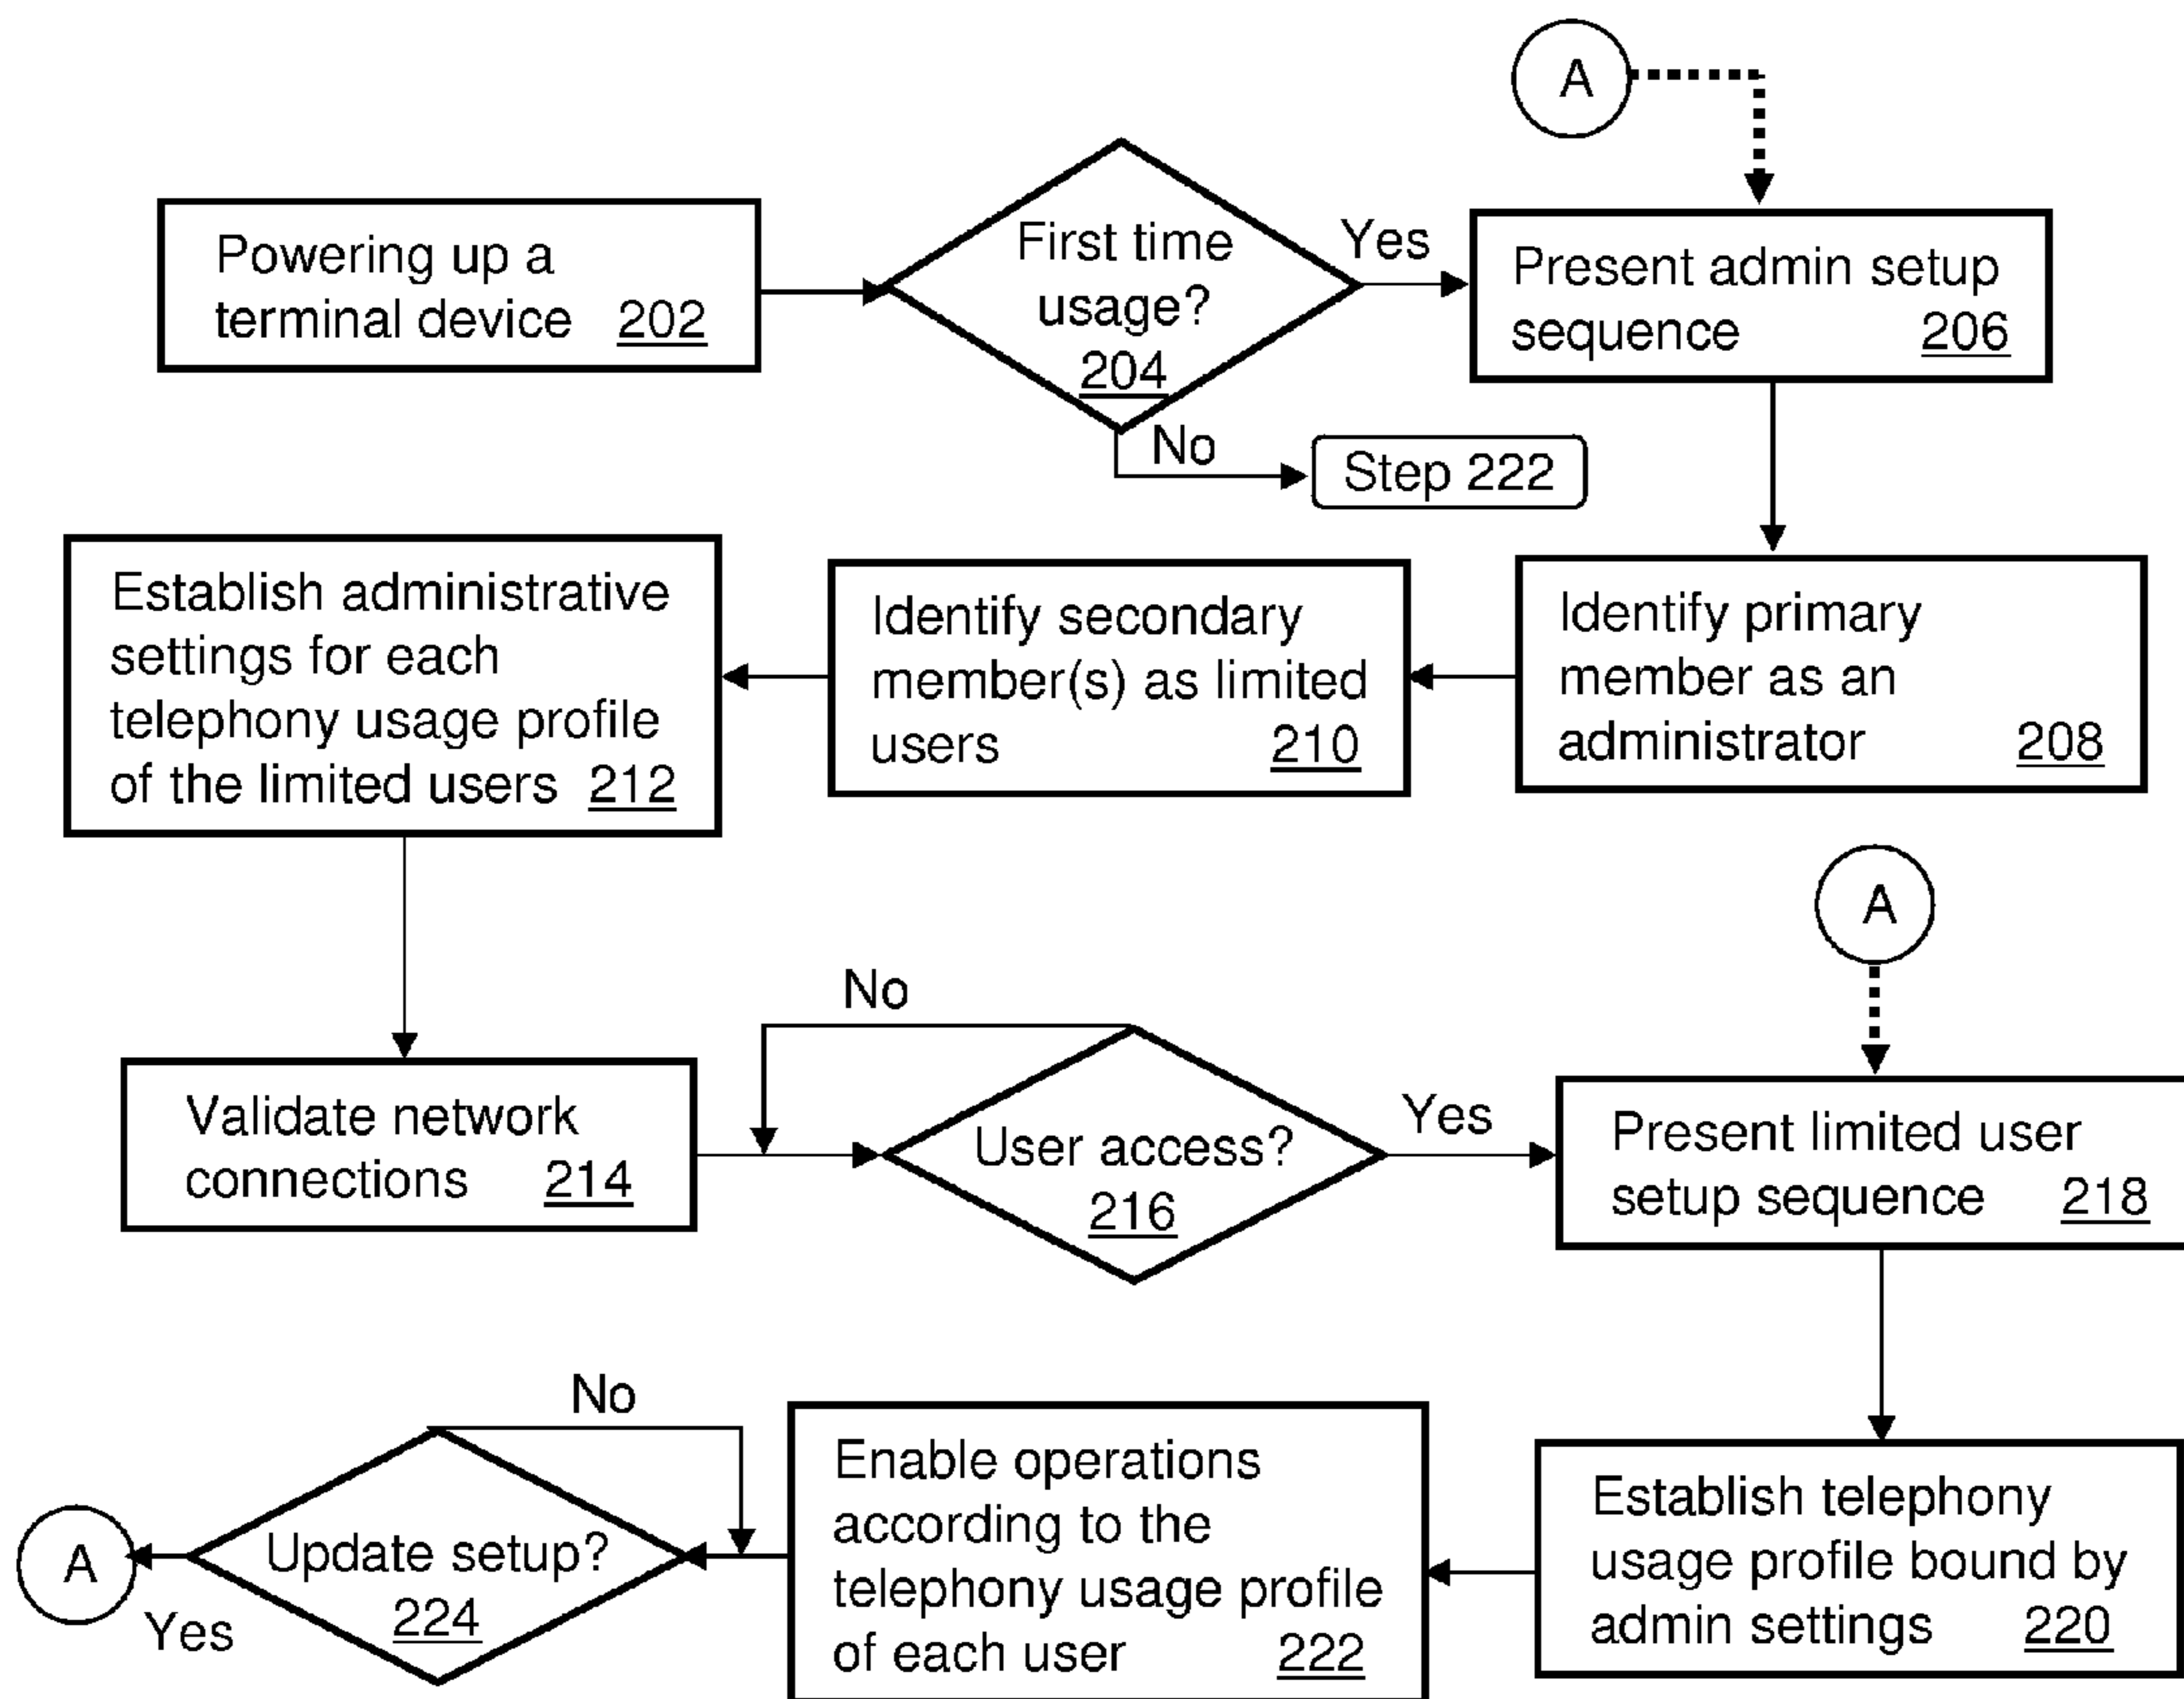 A
Powering up a
terminal device 202
First time
usage?
204
Yes
No
Present admin setup
sequence 206
Step 222
Identify primary
member as an
administrator 208
Identify secondary
member(s) as limited
users 210
Establish administrative
settings for each
telephony usage profile
of the limited users 212
Validate network
connections 214
No
User access?
216
Yes
A
Present limited user
setup sequence 218
Establish telephony
usage profile bound by
admin settings 220
Enable operations
according to the
telephony usage profile
of each user 222
No
Update setup?
224
Yes
A